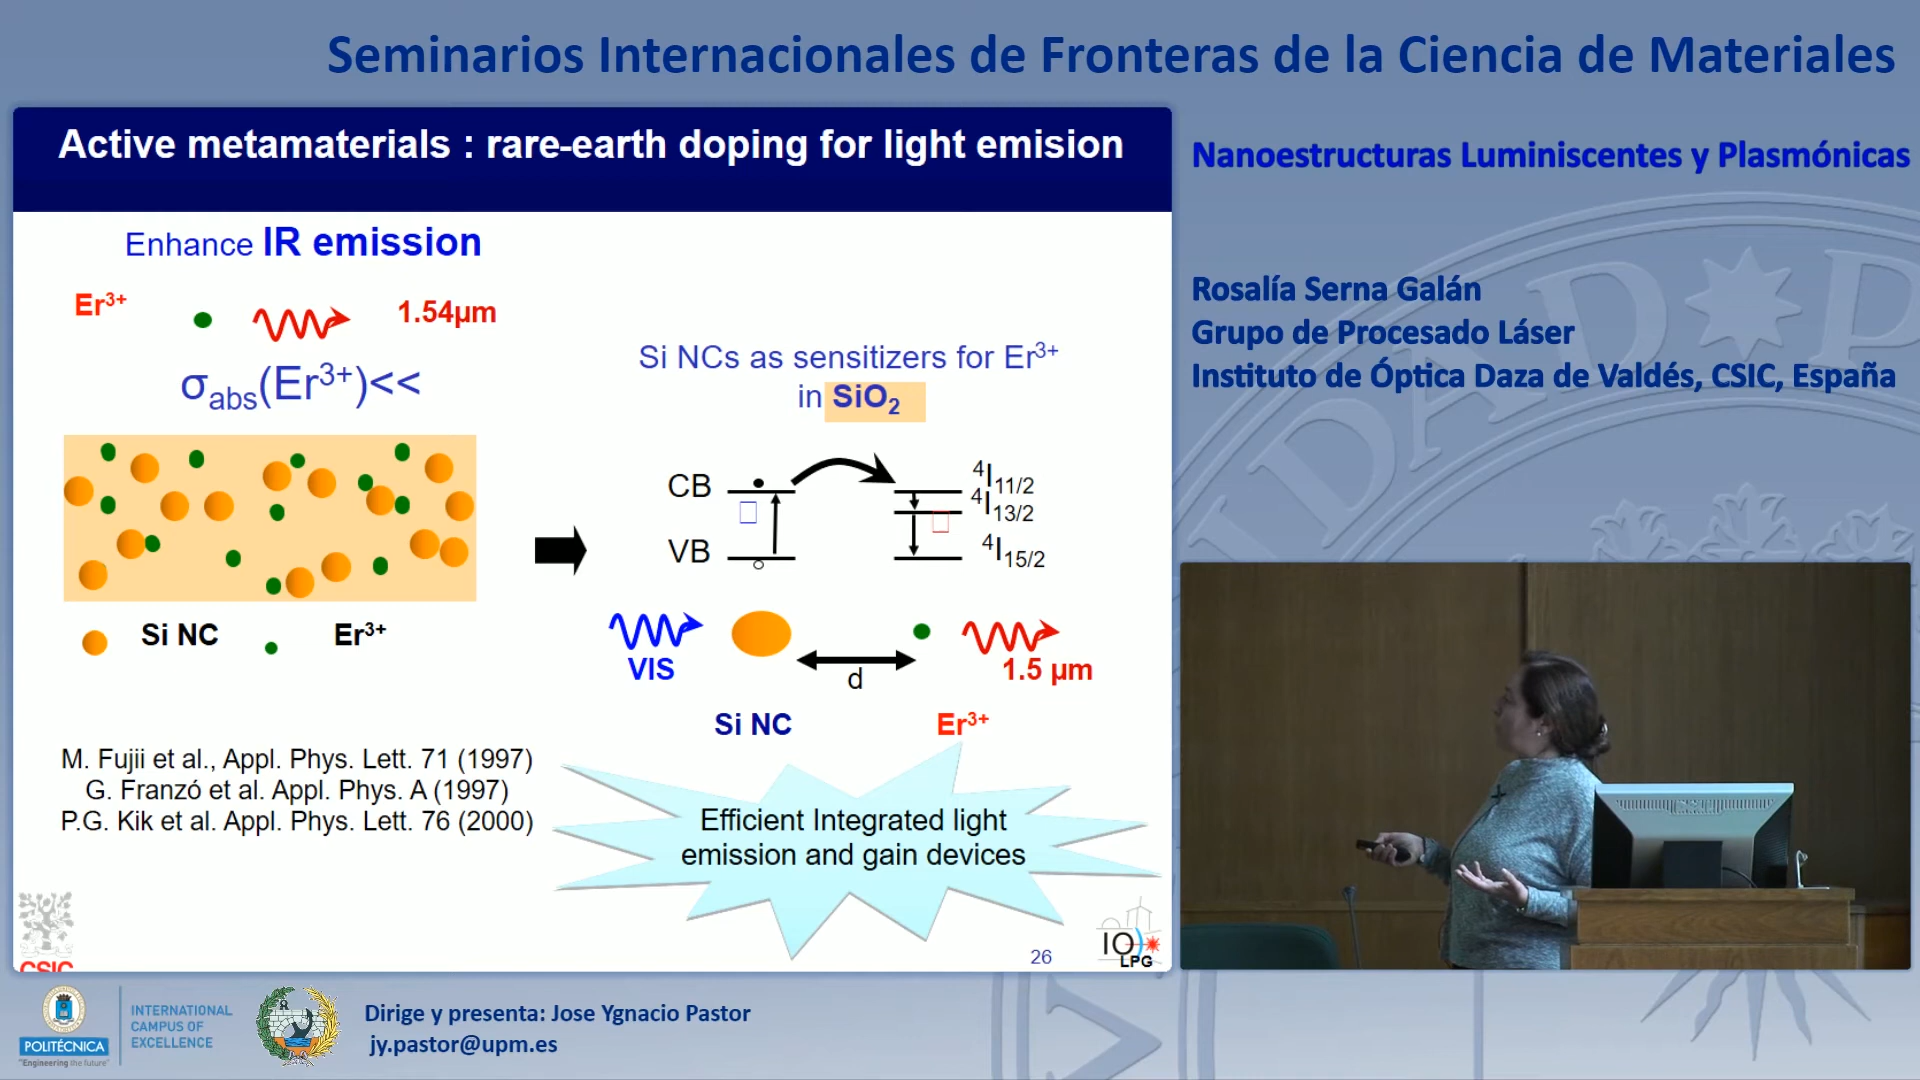 Seminarios Internacionales de Fronteras de la Ciencia de Materiales
Active metamaterials : rare-earth doping for light emision
Enhance IR emission
Er3+
1.54µm
σabs(Er3+)<<
Si NC
Er3+
M. Fujii et al., Appl. Phys. Lett. 71 (1997)
G. Franzó et al. Appl. Phys. A (1997)
P.G. Kik et al. Appl. Phys. Lett. 76 (2000)
Si NCs as sensitizers for Er3+
in SiO2
CB
VB
4I11/2
4I13/2
4I15/2
VIS
d
1.5 µm
Si NC
Er3+
Efficient Integrated light
emission and gain devices
26
CSIC
IO
LPG
Nanoestructuras Luminiscentes y Plasmónicas
Rosalía Serna Galán
Grupo de Procesado Láser
Instituto de Óptica Daza de Valdés, CSIC, España
POLITÉCNICA
"Engineering the future"
INTERNATIONAL
CAMPUS OF
EXCELLENCE
Dirige y presenta: Jose Ygnacio Pastor
jy.pastor@upm.es